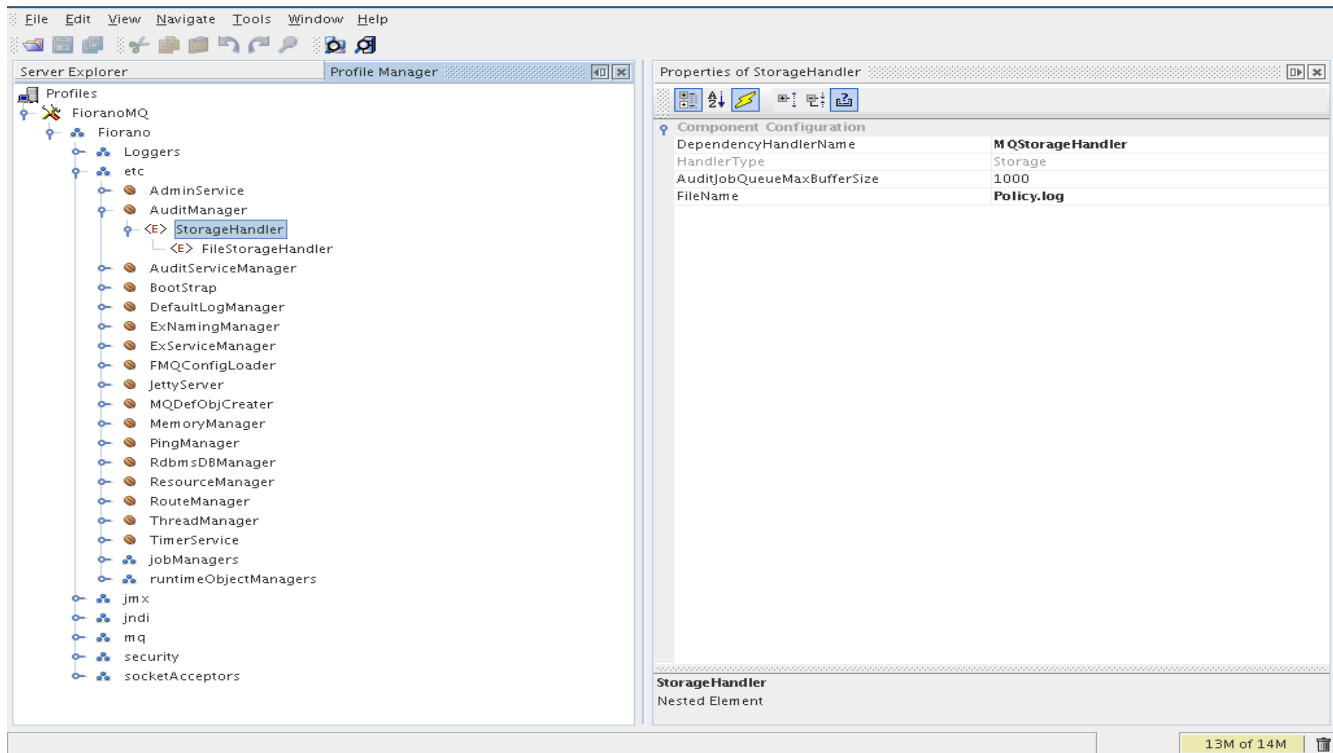 File Edit View Navigate Tools Window Help
Server Explorer
Profile Manager
Profiles
FioranoMQ
Fiorano
Loggers
etc
AdminService
AuditManager
<E> StorageHandler
<E> FileStorageHandler
AuditServiceManager
BootStrap
DefaultLogManager
ExNamingManager
ExServiceManager
FMQConfigLoader
JettyServer
MQDefObjCreater
MemoryManager
PingManager
RdbmsDBManager
ResourceManager
RouteManager
ThreadManager
TimerService
jobManagers
runtimeObjectManagers
jmx
jndi
mq
security
socketAcceptors
Properties of StorageHandler
Component Configuration
DependencyHandlerName MQStorageHandler
HandlerType Storage
AuditJobQueueMaxBufferSize 1000
FileName Policy.log
StorageHandler
Nested Element
13M of 14M